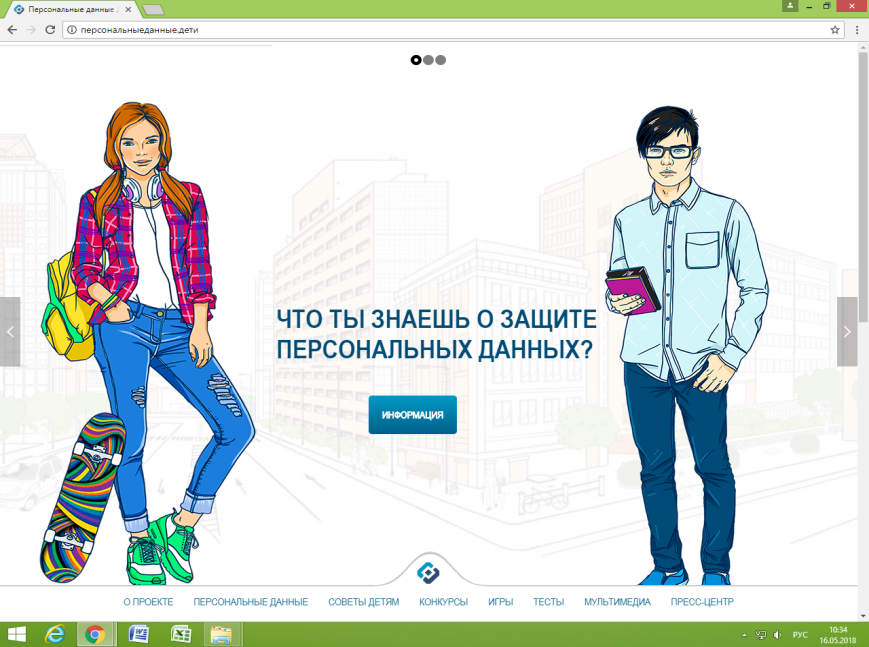 Персональные данные
персональныеданные.дети
ЧТО ТЫ ЗНАЕШЬ О ЗАЩИТЕ
ПЕРСОНАЛЬНЫХ ДАННЫХ?
ИНФОРМАЦИЯ
О ПРОЕКТЕ ПЕРСОНАЛЬНЫЕ ДАННЫЕ СОВЕТЫ ДЕТЯМ КОНКУРСЫ ИГРЫ ТЕСТЫ МУЛЬТИМЕДИА ПРЕСС-ЦЕНТР
РУС
10:34
16.05.2018